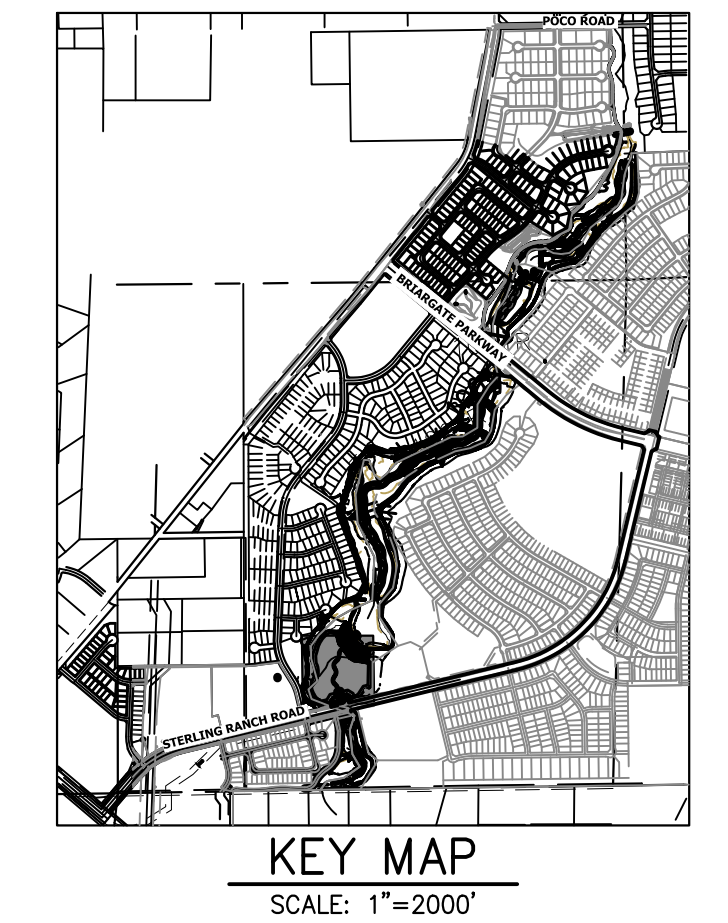 POCO ROAD
BRIARGATE PARKWAY
STERLING RANCH ROAD
KEY MAP
SCALE: 1"=2000'